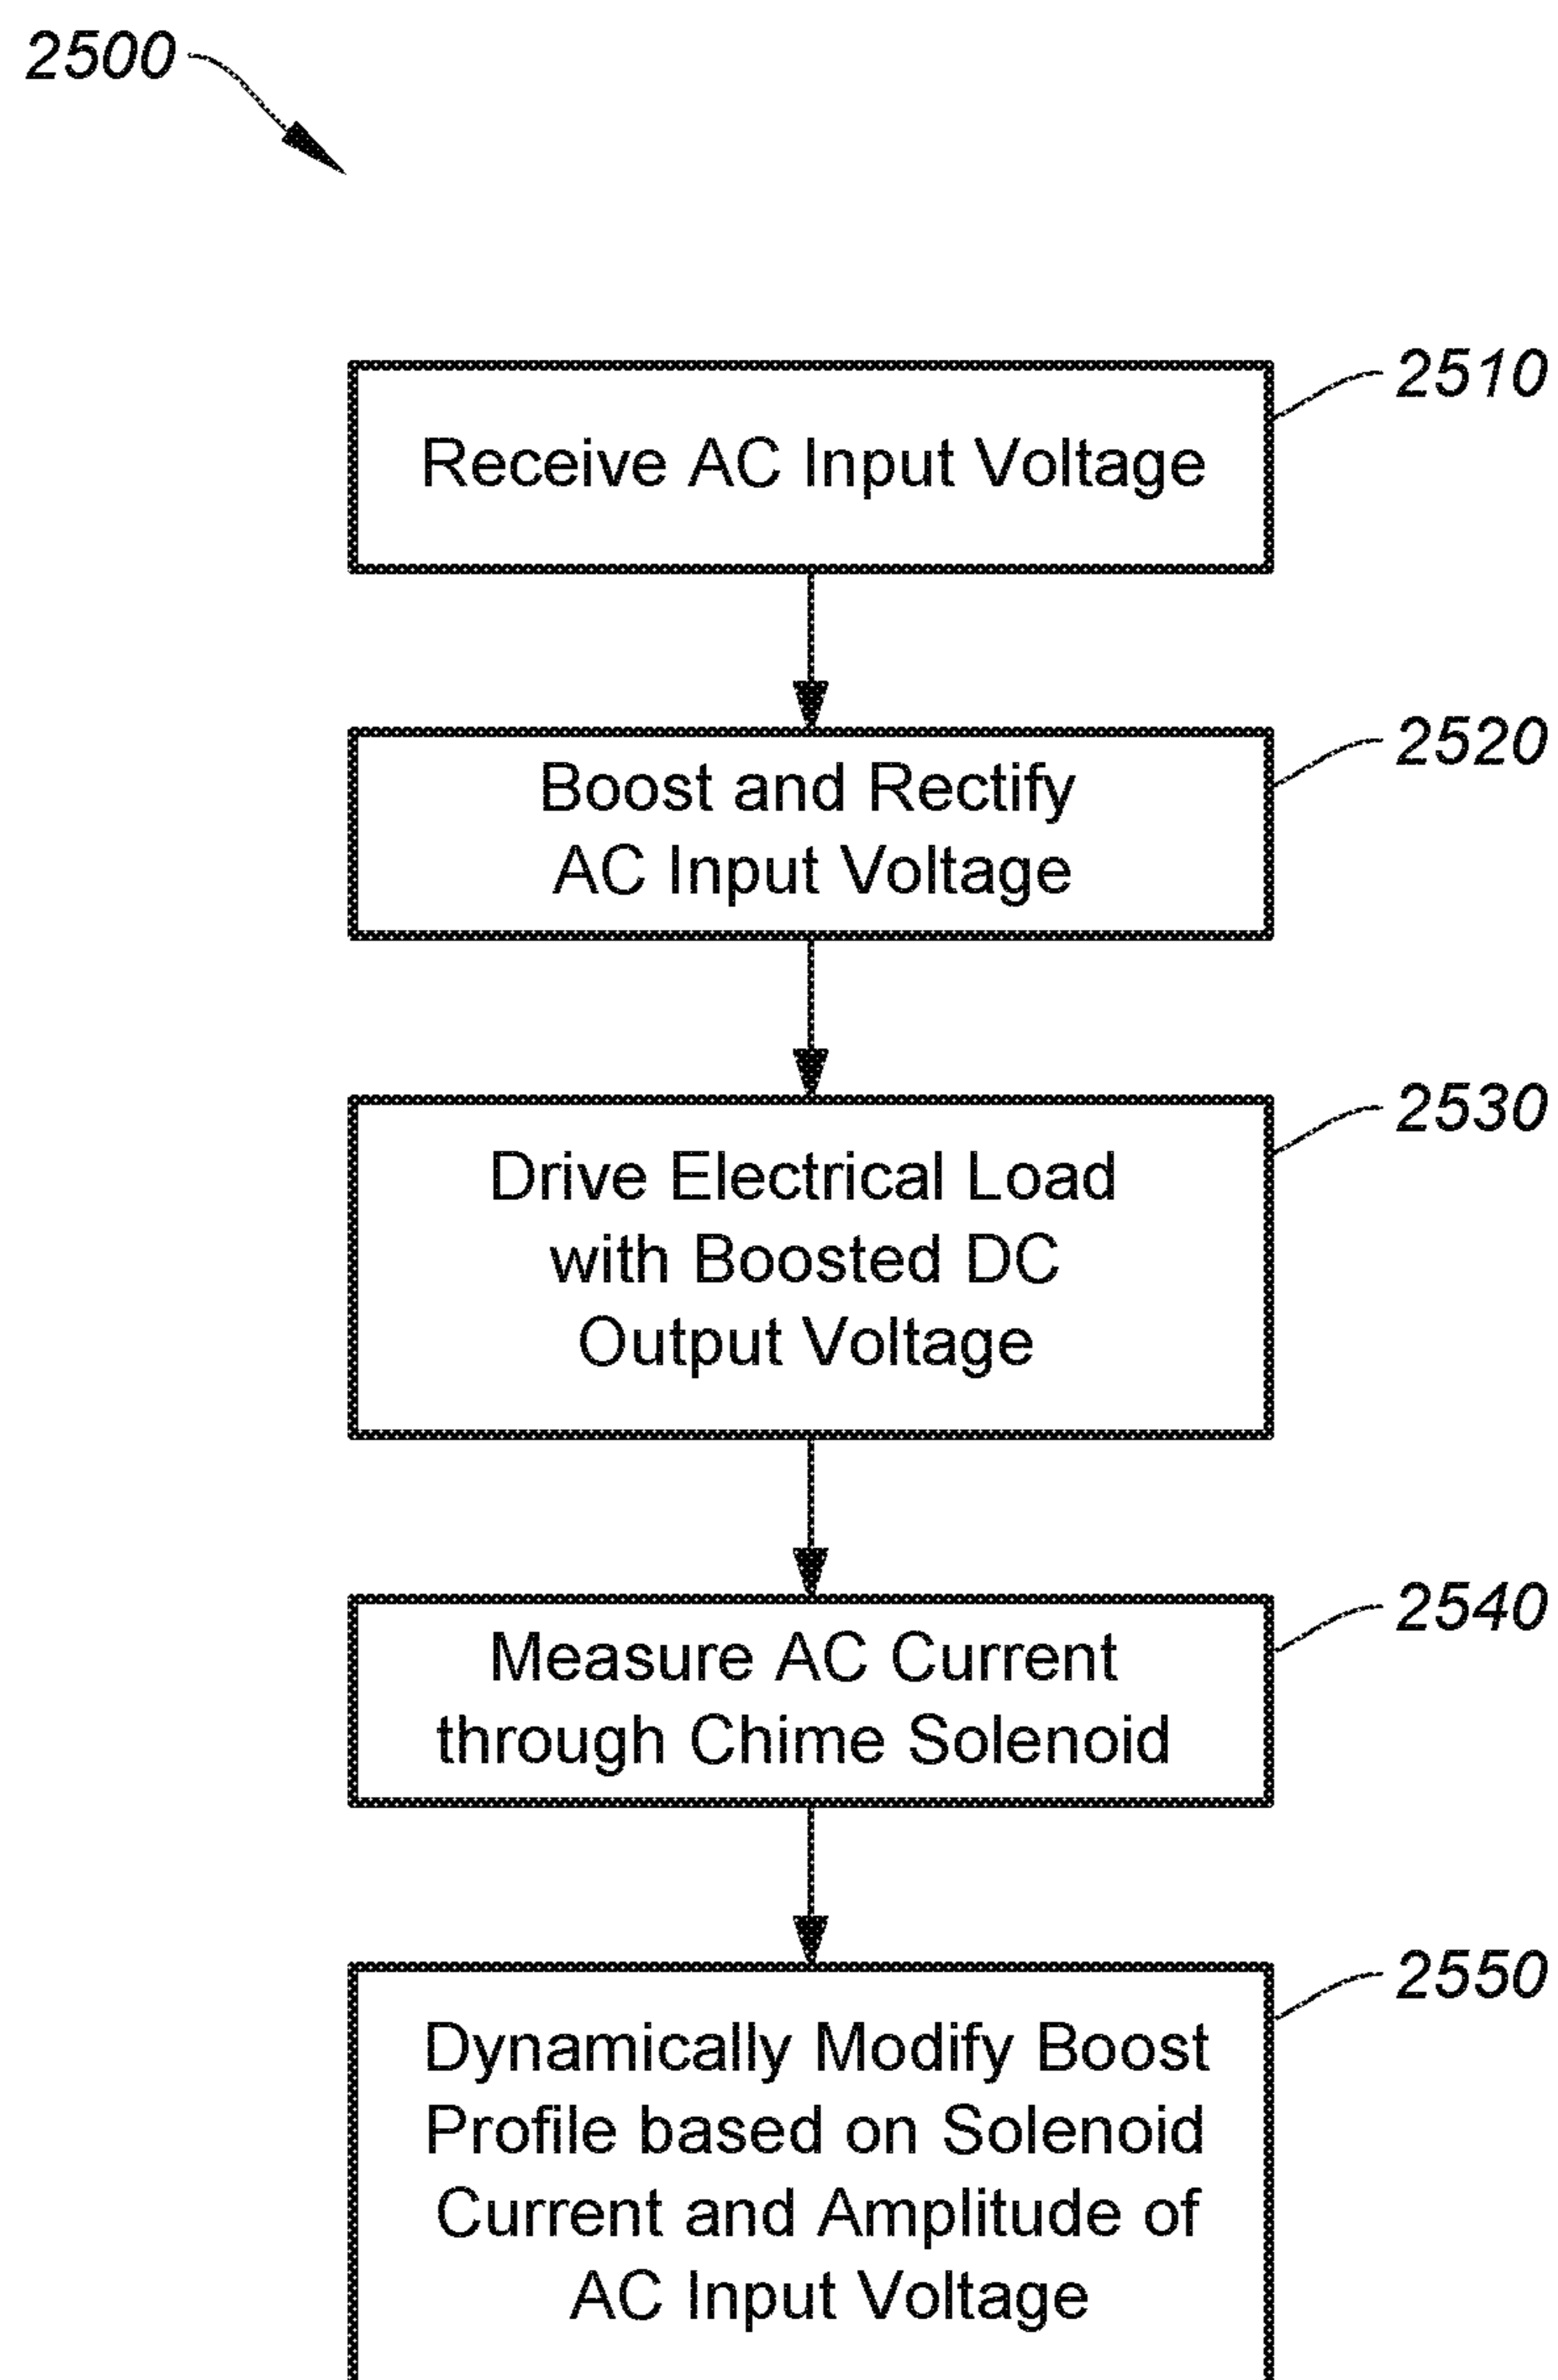 2500
2510
Receive AC Input Voltage
2520
Boost and Rectify
AC Input Voltage
2530
Drive Electrical Load
with Boosted DC
Output Voltage
2540
Measure AC Current
through Chime Solenoid
2550
Dynamically Modify Boost
Profile based on Solenoid
Current and Amplitude of
AC Input Voltage